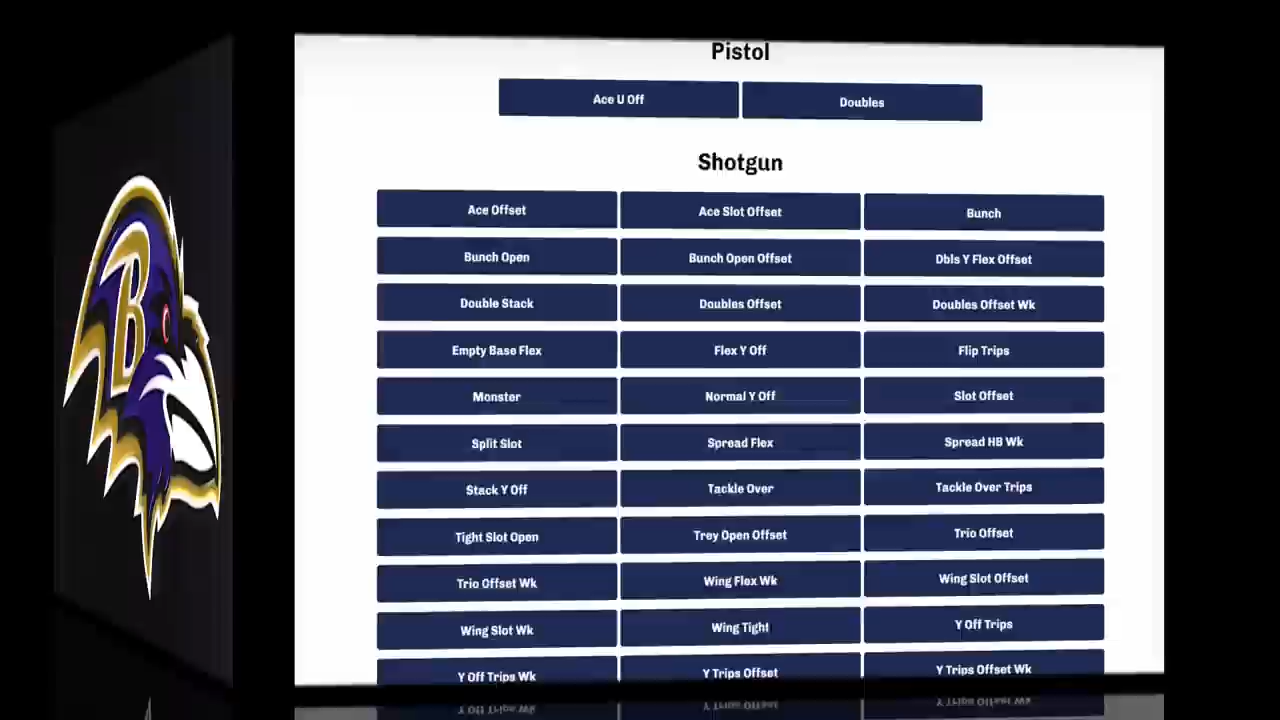 Pistol
Ace U Off
Doubles
Shotgun
Ace Offset
Ace Slot Offset
Bunch
Bunch Open
Bunch Open Offset
Dbls Y Flex Offset
Double Stack
Doubles Offset
Doubles Offset Wk
Empty Base Flex
Flex Y Off
Flip Trips
Monster
Normal Y Off
Slot Offset
Split Slot
Spread Flex
Spread HB Wk
Stack Y Off
Tackle Over
Tackle Over Trips
Tight Slot Open
Trey Open Offset
Trio Offset
Trio Offset Wk
Wing Flex Wk
Wing Slot Offset
Wing Slot Wk
Wing Tight
Y Off Trips
Y Off Trips Wk
Y Trips Offset
Y Trips Offset Wk
B